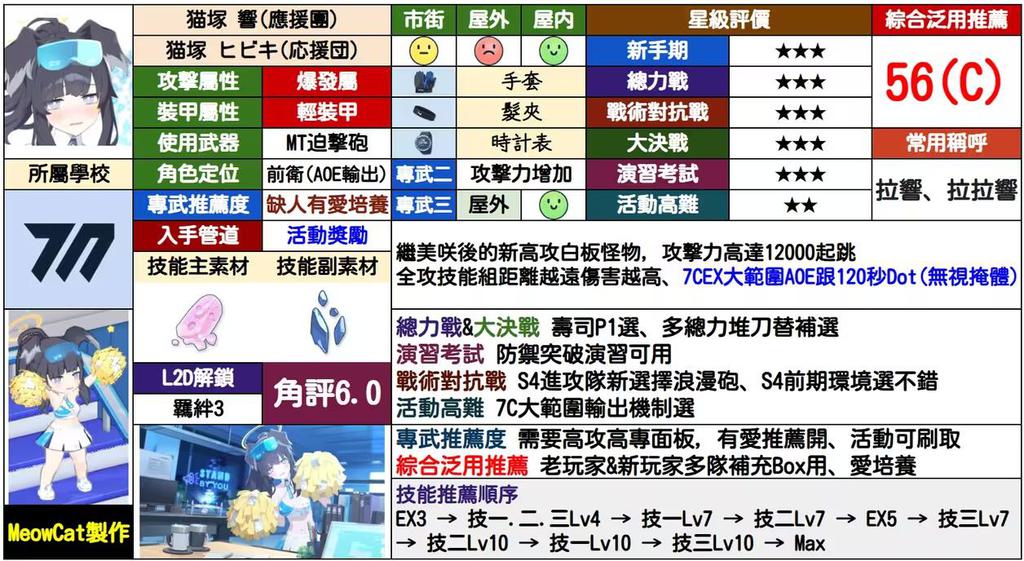 猫塚 響(應援團)
猫塚 ヒビキ(応援団)
攻擊屬性 爆發屬
裝甲屬性 輕裝甲
使用武器 MT迫擊砲
所屬學校
角色定位 前衛(AOE輸出)
專武推薦度 缺人有愛培養
入手管道 活動獎勵
技能主素材 技能副素材
L2D解鎖
羈絆3
角評6.0
市街 屋外 屋内
手套
髮夾
時計表
專武二 攻擊力增加
專武三 屋外
星級評價
新手期 ★★★
總力戰 ★★★
戰術對抗戰 ★★★
大決戰 ★★★
演習考試 ★★★
活動高難 ★★
綜合泛用推薦
56(C)
常用稱呼
拉響、拉拉響
繼美咲後的新高攻白板怪物，攻擊力高達12000起跳
全攻技能組距離越遠傷害越高、7CEX大範圍AOE跟120秒Dot(無視掩體)
總力戰&大決戰 壽司P1選、多總力堆刀替補選
演習考試 防禦突破演習可用
戰術對抗戰 S4進攻隊新選擇浪漫砲、S4前期環境選不錯
活動高難 7C大範圍輸出機制選
專武推薦度 需要高攻高專面板，有愛推薦開、活動可刷取
綜合泛用推薦 老玩家&新玩家多隊補充Box用、愛培養
技能推薦順序
EX3 → 技一.二.三Lv4 → 技一Lv7 → 技二Lv7 → EX5 → 技三Lv7
→ 技二Lv10 → 技一Lv10 → 技三Lv10 → Max
STAND
BY YOU
MeowCat製作